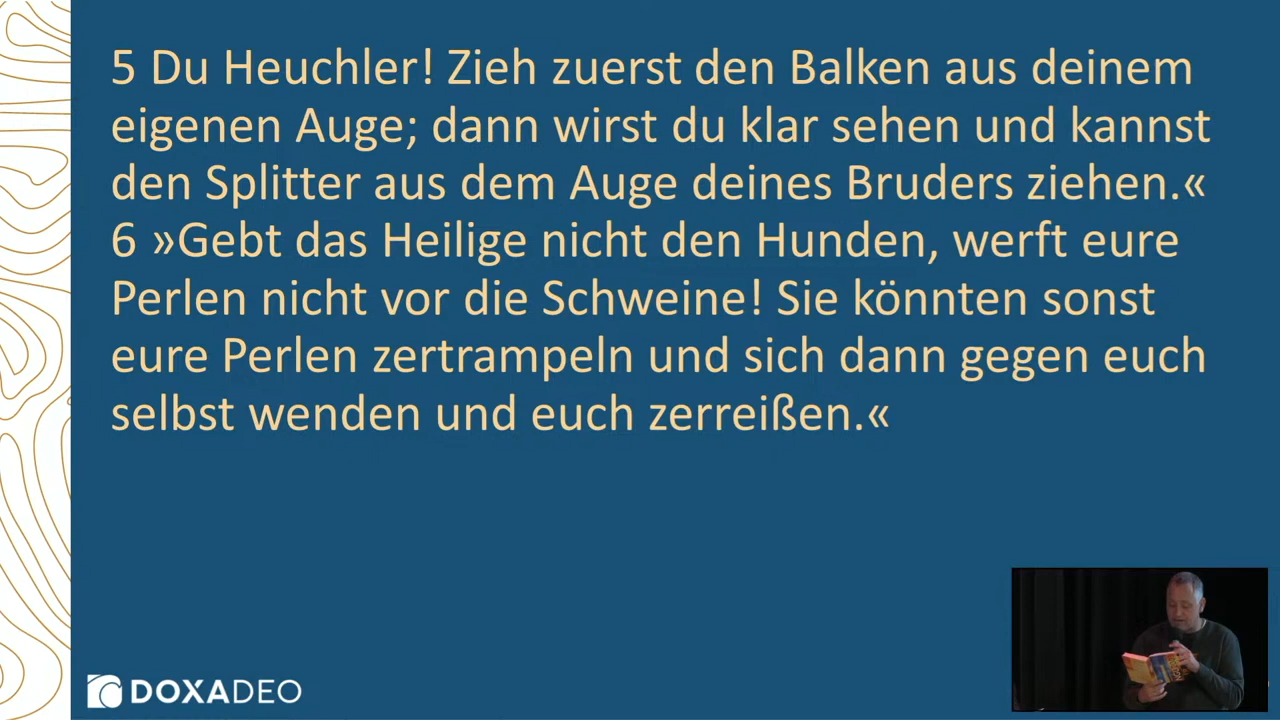 5 Du Heuchler! Zieh zuerst den Balken aus deinem
eigenen Auge; dann wirst du klar sehen und kannst
den Splitter aus dem Auge deines Bruders ziehen.«
6 »Gebt das Heilige nicht den Hunden, werft eure
Perlen nicht vor die Schweine! Sie könnten sonst
eure Perlen zertrampeln und sich dann gegen euch
selbst wenden und euch zerreißen.«
DOXADEO